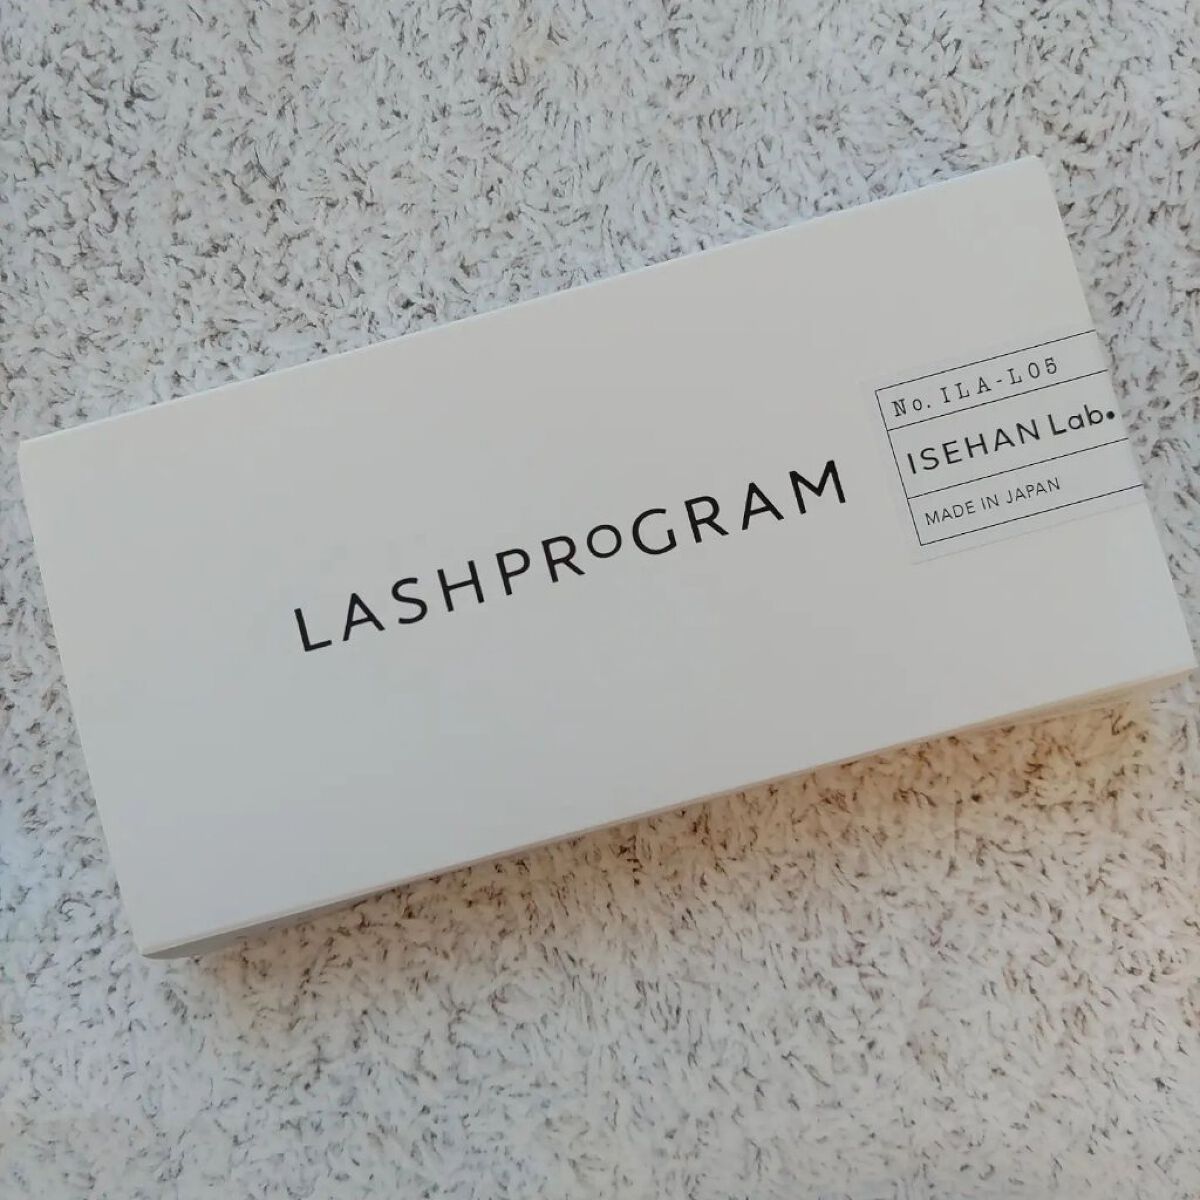 LASHPROGRAM
No. ILA-L05
ISEHAN Lab.
MADE IN JAPAN